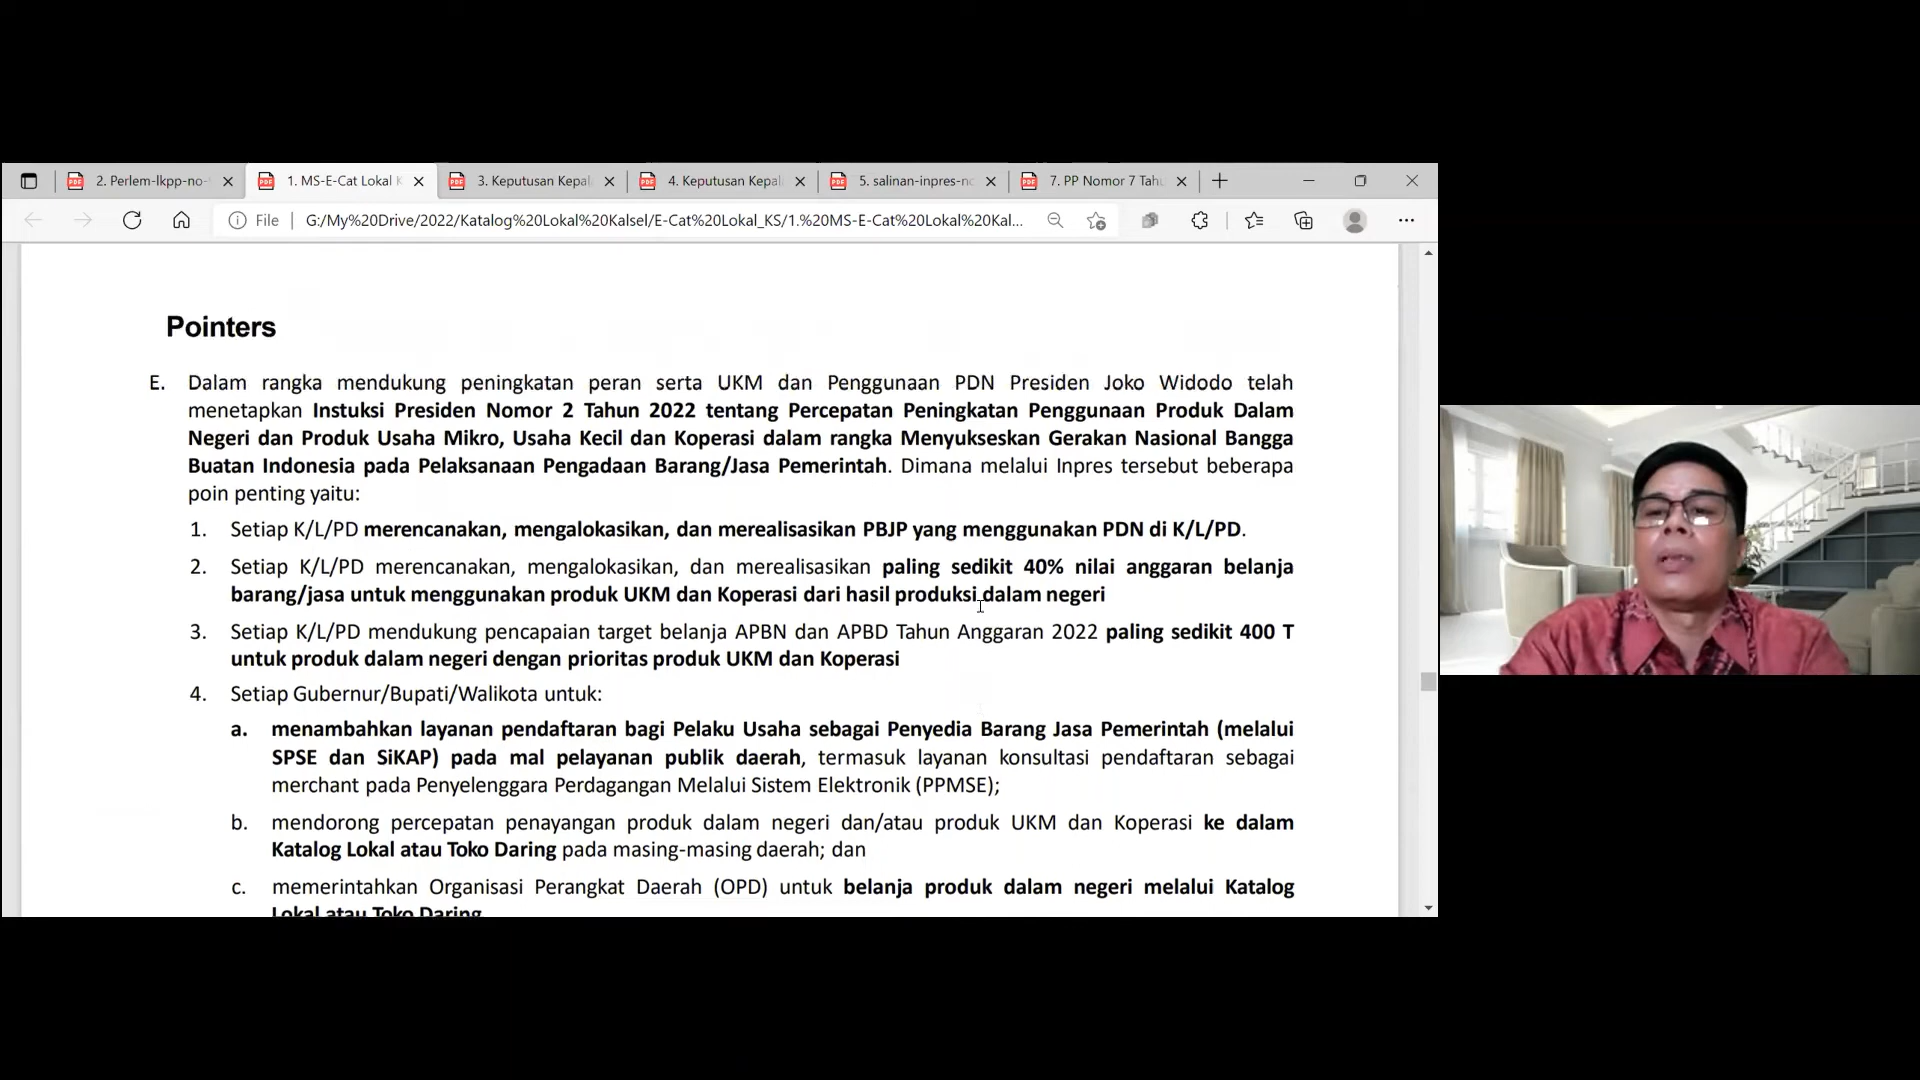 2. Perlem-lkpp-no-
1. MS-E-Cat Lokal K
3. Keputusan Kepal
4. Keputusan Kepal
5. salinan-inpres-no
7. PP Nomor 7 Tahu
File
G:/My%20Drive/2022/Katalog%20Lokal%20Kalsel/E-Cat%20Lokal_KS/1.%20MS-E-Cat%20Lokal%20Kal...
Pointers
E. Dalam rangka mendukung peningkatan peran serta UKM dan Penggunaan PDN Presiden Joko Widodo telah
menetapkan Instuksi Presiden Nomor 2 Tahun 2022 tentang Percepatan Peningkatan Penggunaan Produk Dalam
Negeri dan Produk Usaha Mikro, Usaha Kecil dan Koperasi dalam rangka Menyukseskan Gerakan Nasional Bangga
Buatan Indonesia pada Pelaksanaan Pengadaan Barang/Jasa Pemerintah. Dimana melalui Inpres tersebut beberapa
poin penting yaitu:
1. Setiap K/L/PD merencanakan, mengalokasikan, dan merealisasikan PBJP yang menggunakan PDN di K/L/PD.
2. Setiap K/L/PD merencanakan, mengalokasikan, dan merealisasikan paling sedikit 40% nilai anggaran belanja
barang/jasa untuk menggunakan produk UKM dan Koperasi dari hasil produksi dalam negeri
3. Setiap K/L/PD mendukung pencapaian target belanja APBN dan APBD Tahun Anggaran 2022 paling sedikit 400 T
untuk produk dalam negeri dengan prioritas produk UKM dan Koperasi
4. Setiap Gubernur/Bupati/Walikota untuk:
a. menambahkan layanan pendaftaran bagi Pelaku Usaha sebagai Penyedia Barang Jasa Pemerintah (melalui
SPSE dan SiKAP) pada mal pelayanan publik daerah, termasuk layanan konsultasi pendaftaran sebagai
merchant pada Penyelenggara Perdagangan Melalui Sistem Elektronik (PPMSE);
b. mendorong percepatan penayangan produk dalam negeri dan/atau produk UKM dan Koperasi ke dalam
Katalog Lokal atau Toko Daring pada masing-masing daerah; dan
c. memerintahkan Organisasi Perangkat Daerah (OPD) untuk belanja produk dalam negeri melalui Katalog
Lokal atau Toko Daring